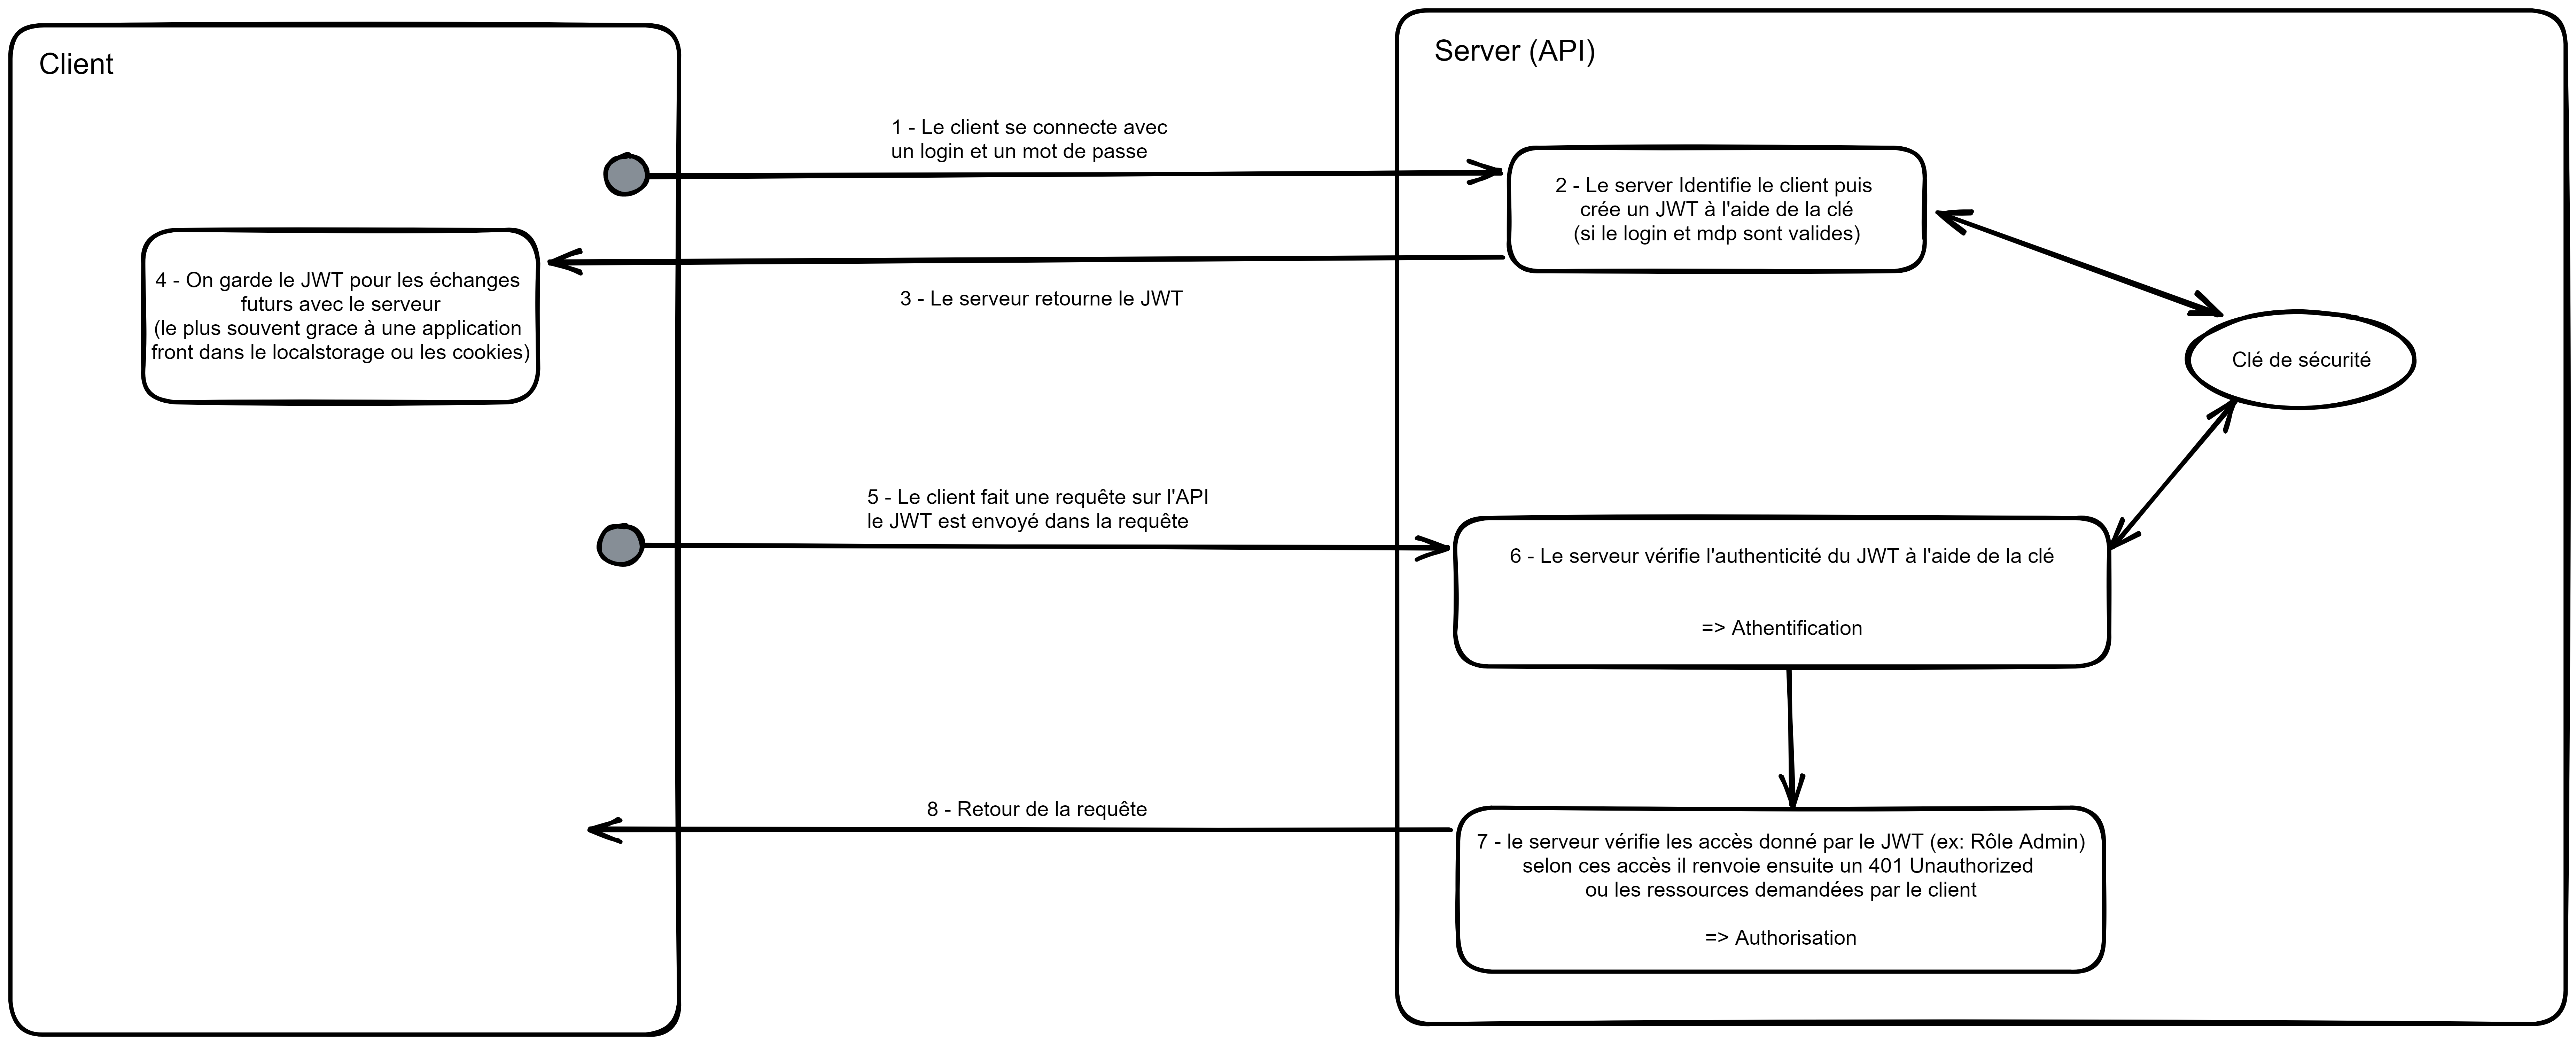 Client
Server (API)
1 - Le client se connecte avec
un login et un mot de passe
2 - Le server Identifie le client puis
crée un JWT à l'aide de la clé
(si le login et mdp sont valides)
3 - Le serveur retourne le JWT
4 - On garde le JWT pour les échanges
futurs avec le serveur
(le plus souvent grace à une application
front dans le localstorage ou les cookies)
Clé de sécurité
5 - Le client fait une requête sur l'API
le JWT est envoyé dans la requête
6 - Le serveur vérifie l'authenticité du JWT à l'aide de la clé
=> Athentification
7 - le serveur vérifie les accès donné par le JWT (ex: Rôle Admin)
selon ces accès il renvoie ensuite un 401 Unauthorized
ou les ressources demandées par le client
=> Authorisation
8 - Retour de la requête